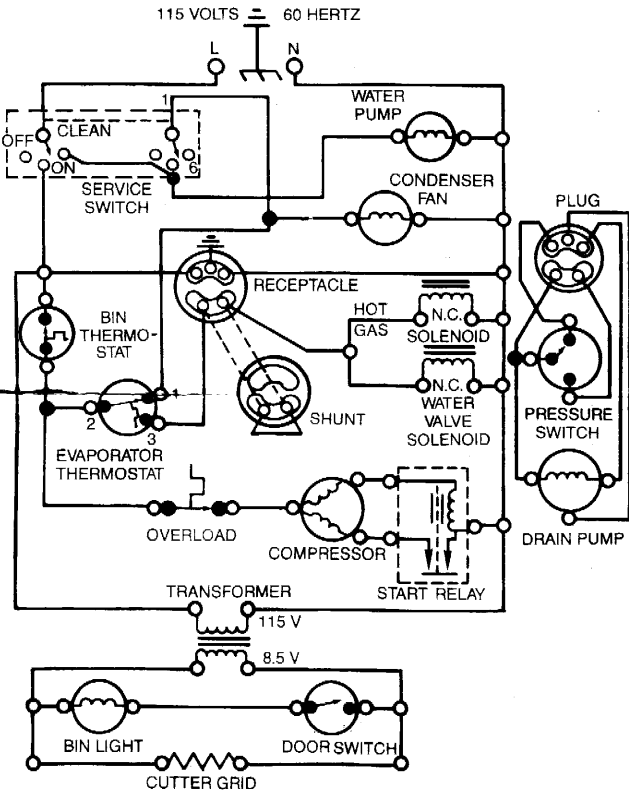 115 VOLTS 60 HERTZ
L N
1
WATER
PUMP
CLEAN
OFF
ON 6
SERVICE
SWITCH
CONDENSER
FAN
PLUG
RECEPTACLE
BIN
THERMO-
STAT
HOT
GAS
N.C.
SOLENOID
N.C.
WATER
VALVE
SOLENOID
SHUNT
PRESSURE
SWITCH
1
2
3
EVAPORATOR
THERMOSTAT
OVERLOAD
COMPRESSOR
START RELAY
DRAIN PUMP
TRANSFORMER
115 V
8.5 V
BIN LIGHT
DOOR SWITCH
CUTTER GRID